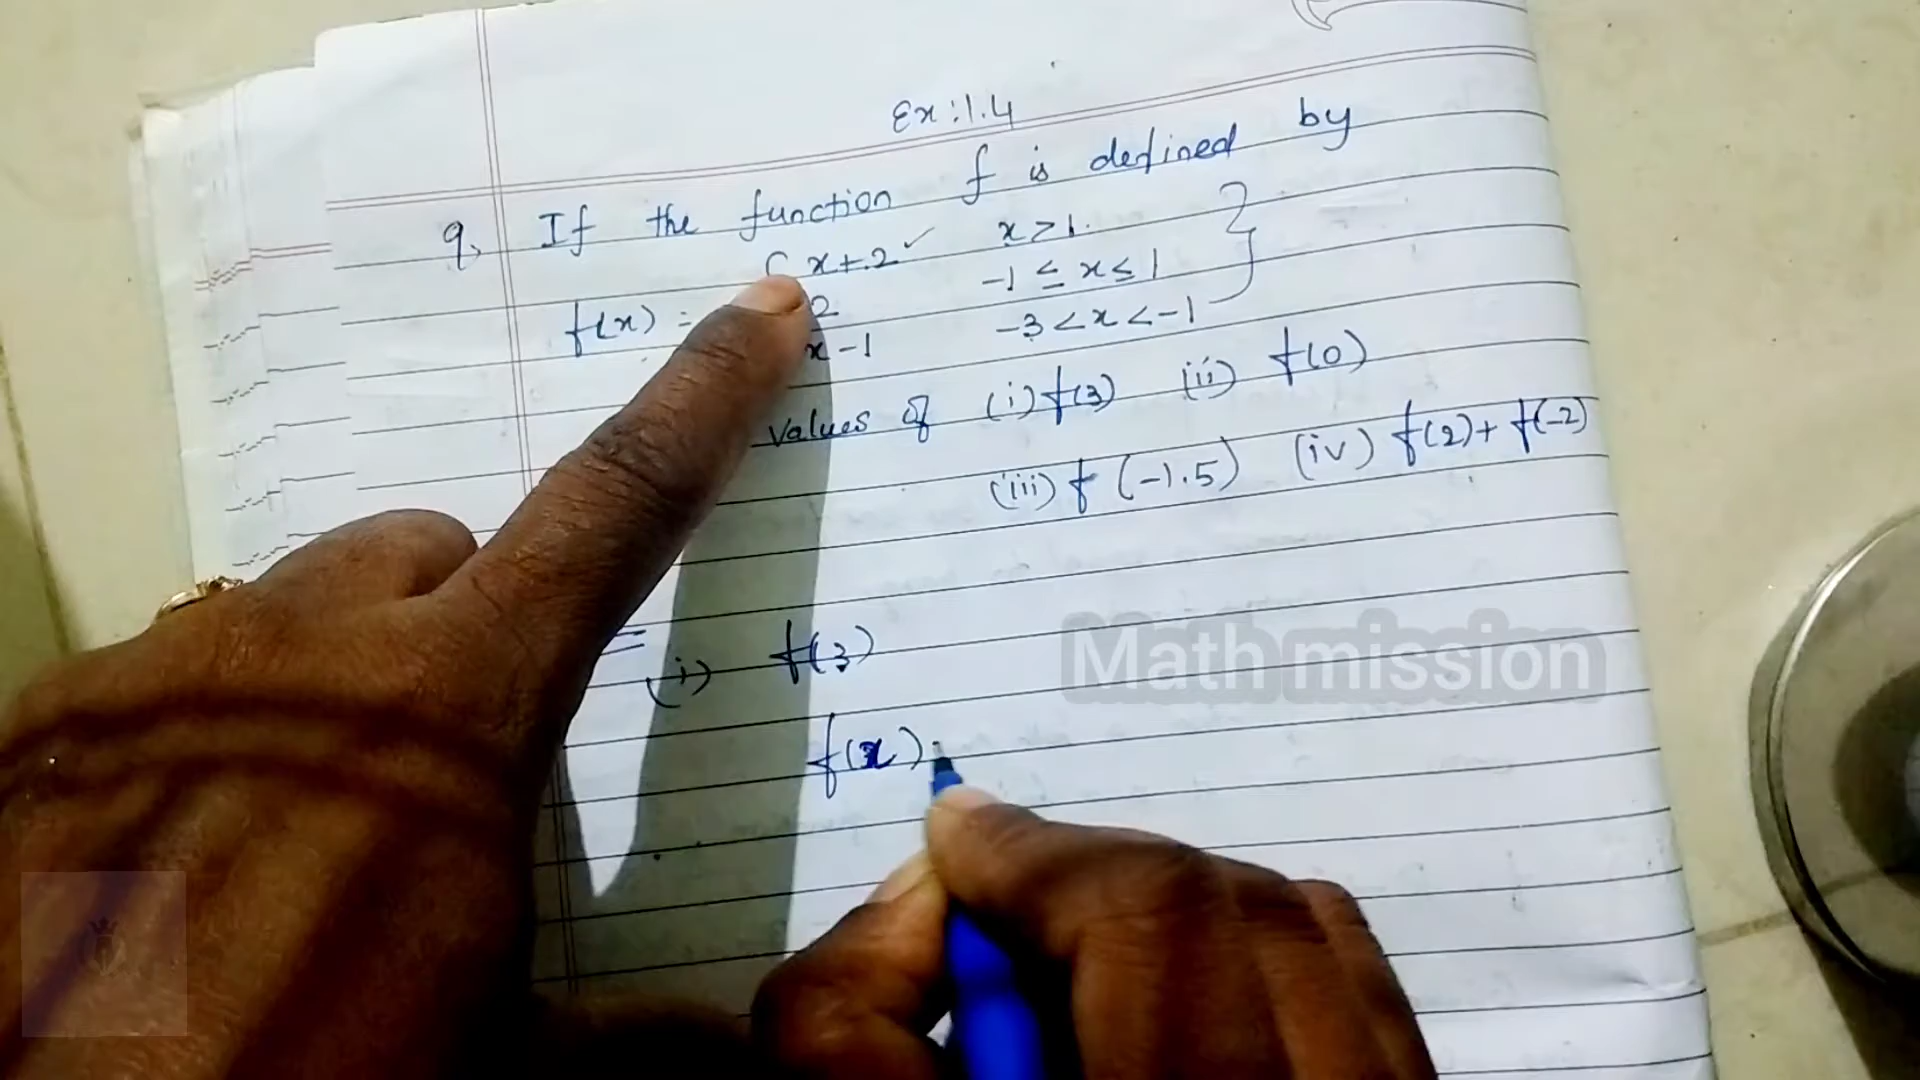 Ex:1.4
9. If the function f is defined by
x+2 ✓ x>1.
f(x) = 2 -1 ≤ x ≤ 1
x-1 -3<x<-1
values of (i) f(3) (ii) f(0)
(iii) f(-1.5) (iv) f(2)+f(-2)
(i) f(3)
Math mission
f(x)